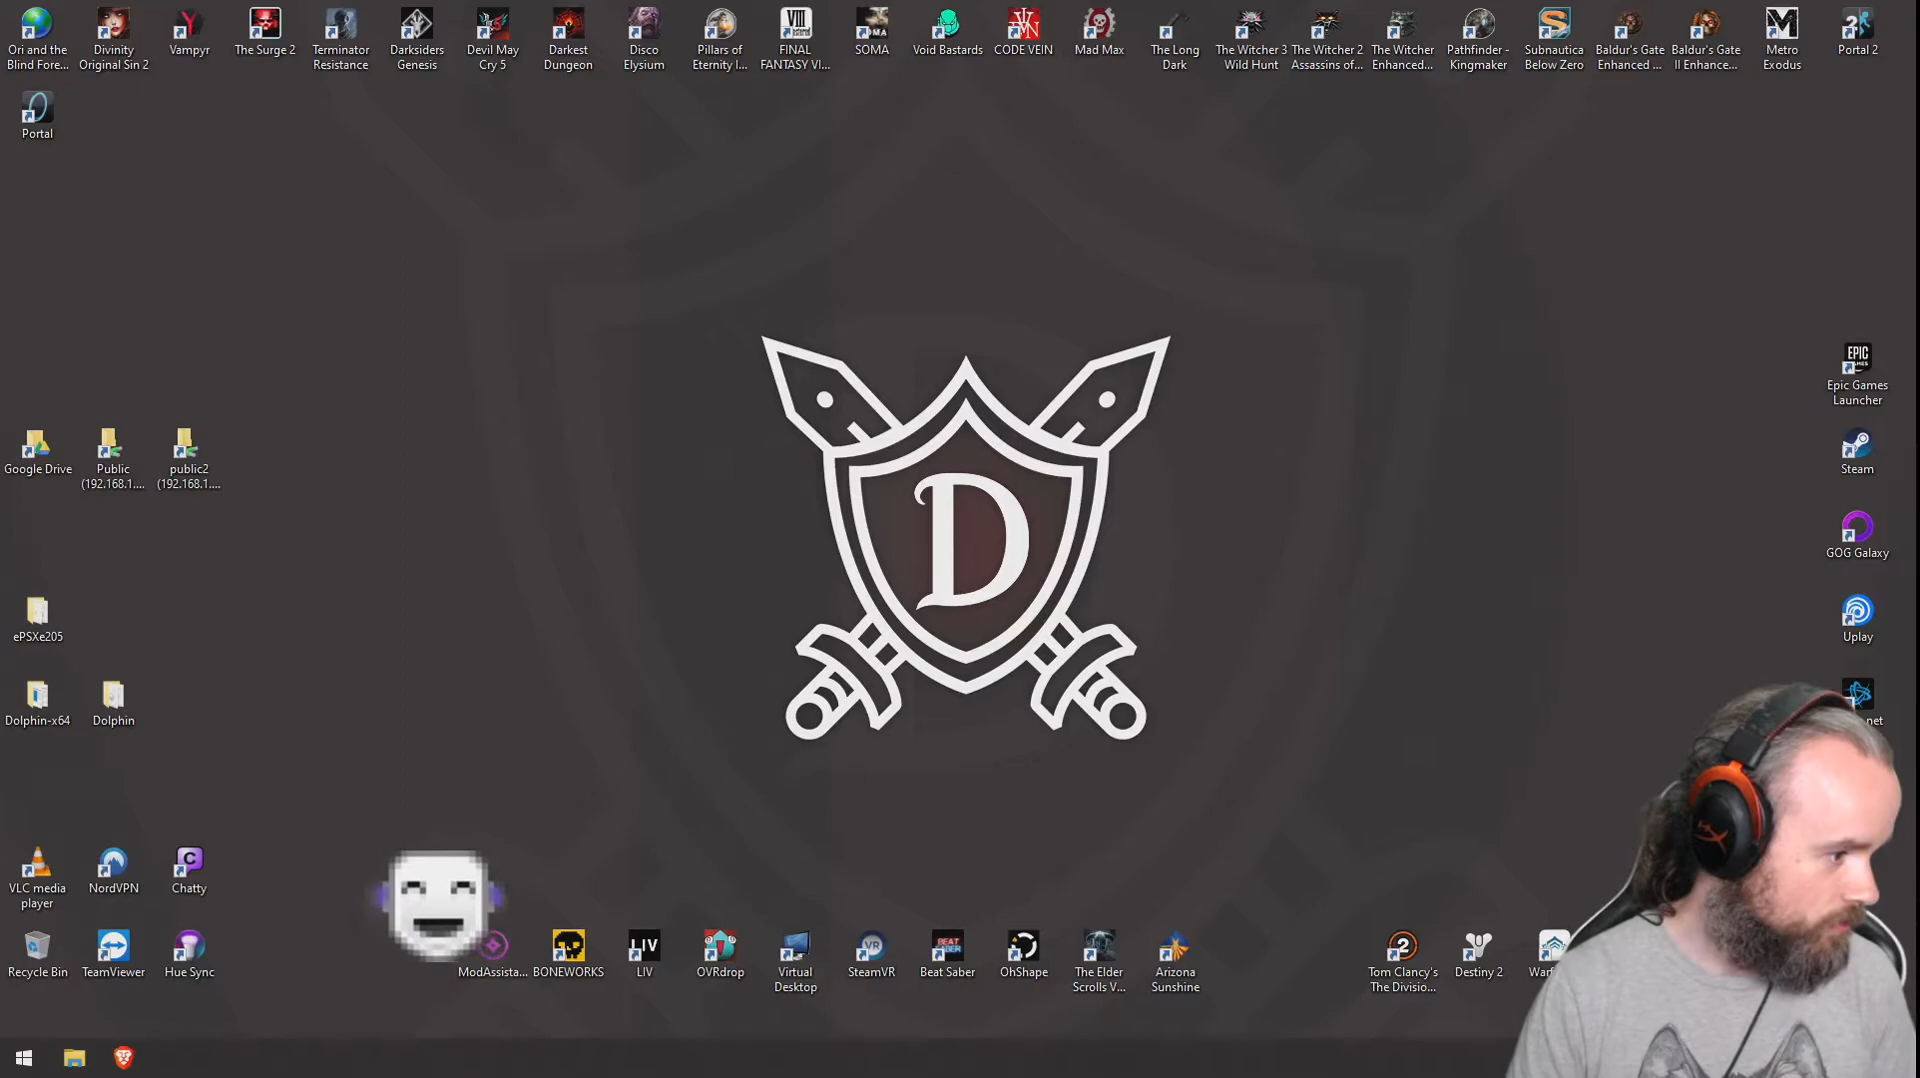 Ori and the
Blind Fore...
Divinity
Original Sin 2
Vampyr
The Surge 2
Terminator
Resistance
Darksiders
Genesis
Devil May
Cry 5
Darkest
Dungeon
Disco
Elysium
Pillars of
Eternity I...
FINAL
FANTASY VI...
SOMA
Void Bastards
CODE VEIN
Mad Max
The Long
Dark
The Witcher 3
Wild Hunt
The Witcher 2
Assassins of...
The Witcher
Enhanced...
Pathfinder -
Kingmaker
Subnautica
Below Zero
Baldur's Gate
Enhanced ...
Baldur's Gate
II Enhance...
Metro
Exodus
Portal 2
Portal
EPIC
GAMES
Epic Games
Launcher
Google Drive
Public
(192.168.1....
public2
(192.168.1....
Steam
D
GOG Galaxy
ePSXe205
Uplay
Dolphin-x64
Dolphin
.net
VLC media
player
NordVPN
Chatty
Recycle Bin
TeamViewer
Hue Sync
ModAssista...
BONEWORKS
LIV
LIV
OVRdrop
Virtual
Desktop
VR
SteamVR
BEAT
SABER
Beat Saber
OhShape
The Elder
Scrolls V...
Arizona
Sunshine
Tom Clancy's
The Divisio...
Destiny 2